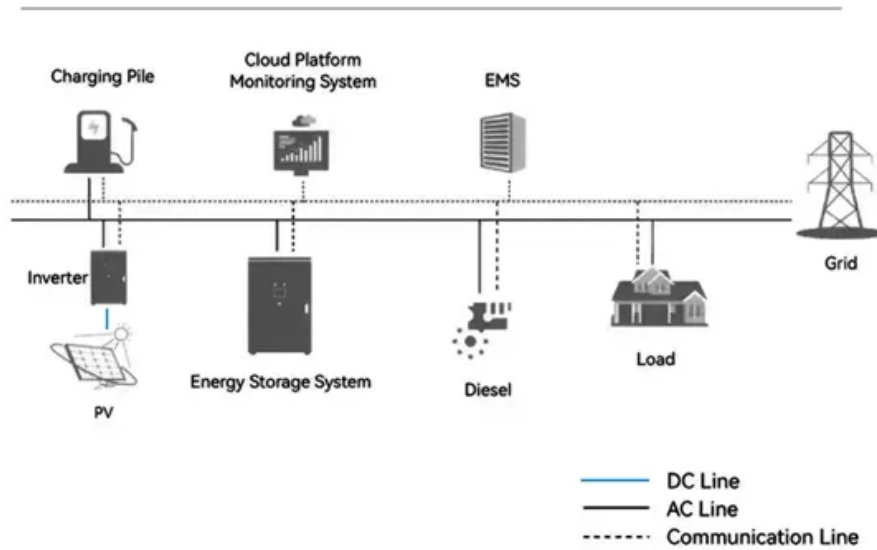 Charging Pile
Cloud Platform
Monitoring System
EMS
Inverter
Grid
PV
Energy Storage System
Diesel
Load
DC Line
AC Line
Communication Line